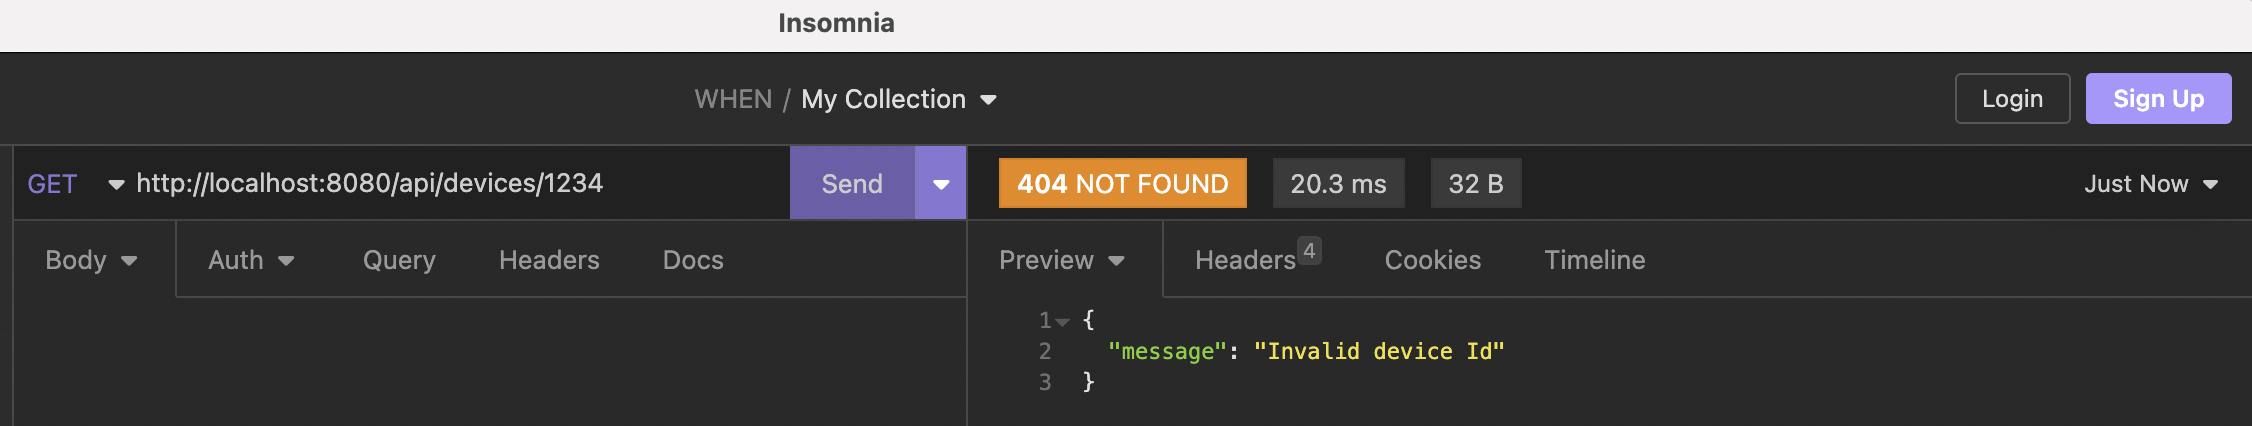 Insomnia
WHEN / My Collection
Login
Sign Up
GET http://localhost:8080/api/devices/1234 Send
404 NOT FOUND 20.3 ms 32 B Just Now
Body Auth Query Headers Docs
Preview Headers 4 Cookies Timeline
1 {
2 "message": "Invalid device Id"
3 }